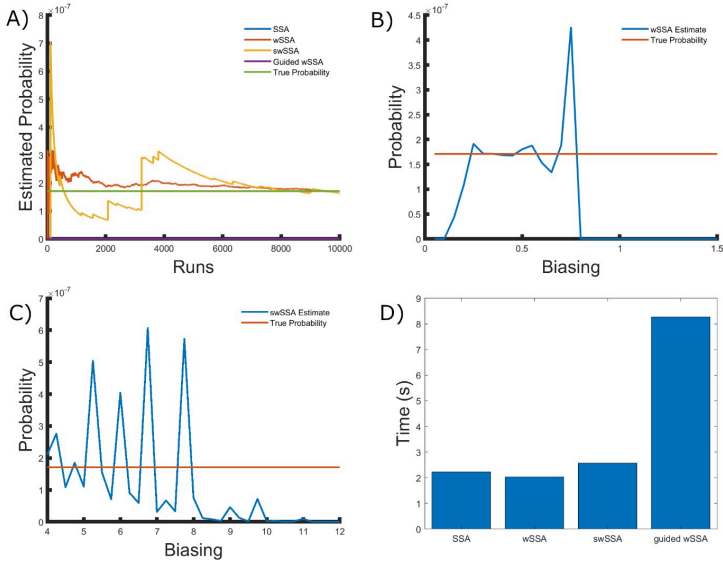 A)
×10⁻⁷
8
7
6
5
4
3
2
1
0
Estimated Probability
0
2000
4000
6000
8000
10000
Runs
SSA
wSSA
swSSA
Guided wSSA
True Probability
B)
×10⁻⁷
4.5
4
3.5
3
2.5
2
1.5
1
0.5
0
Probability
0
0.5
1
1.5
Biasing
wSSA Estimate
True Probability
C)
×10⁻⁷
7
6
5
4
3
2
1
0
Probability
4
5
6
7
8
9
10
11
12
Biasing
swSSA Estimate
True Probability
D)
9
8
7
6
5
4
3
2
1
0
Time (s)
SSA
wSSA
swSSA
guided wSSA